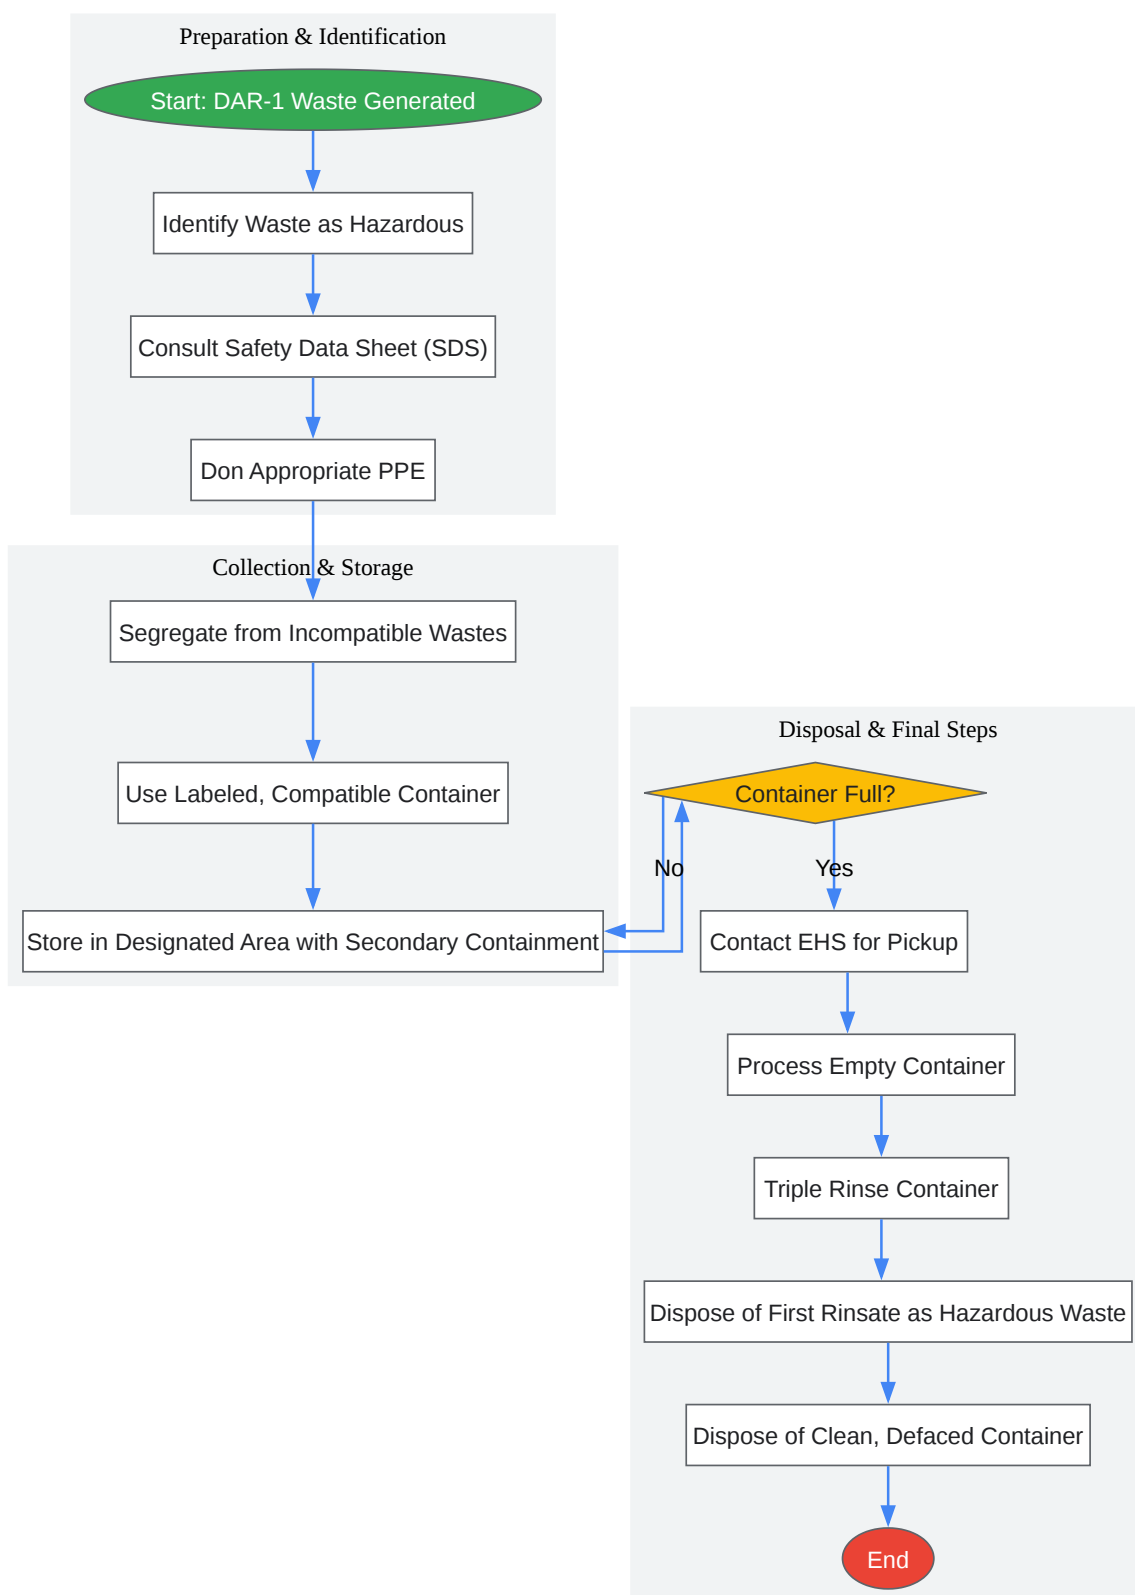 Preparation & Identification
Start: DAR-1 Waste Generated
Identify Waste as Hazardous
Consult Safety Data Sheet (SDS)
Don Appropriate PPE
Collection & Storage
Segregate from Incompatible Wastes
Use Labeled, Compatible Container
Store in Designated Area with Secondary Containment
Disposal & Final Steps
Container Full?
No
Yes
Contact EHS for Pickup
Process Empty Container
Triple Rinse Container
Dispose of First Rinsate as Hazardous Waste
Dispose of Clean, Defaced Container
End